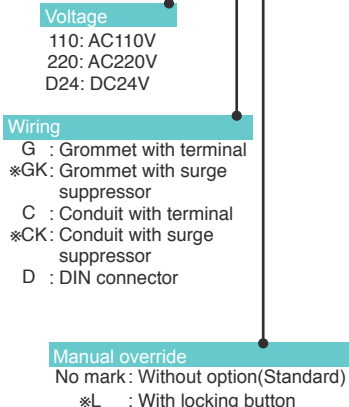 Voltage
110: AC110V
220: AC220V
D24: DC24V
Wiring
G : Grommet with terminal
※GK: Grommet with surge
suppressor
C : Conduit with terminal
※CK: Conduit with surge
suppressor
D : DIN connector
Manual override
No mark: Without option(Standard)
※L : With locking button